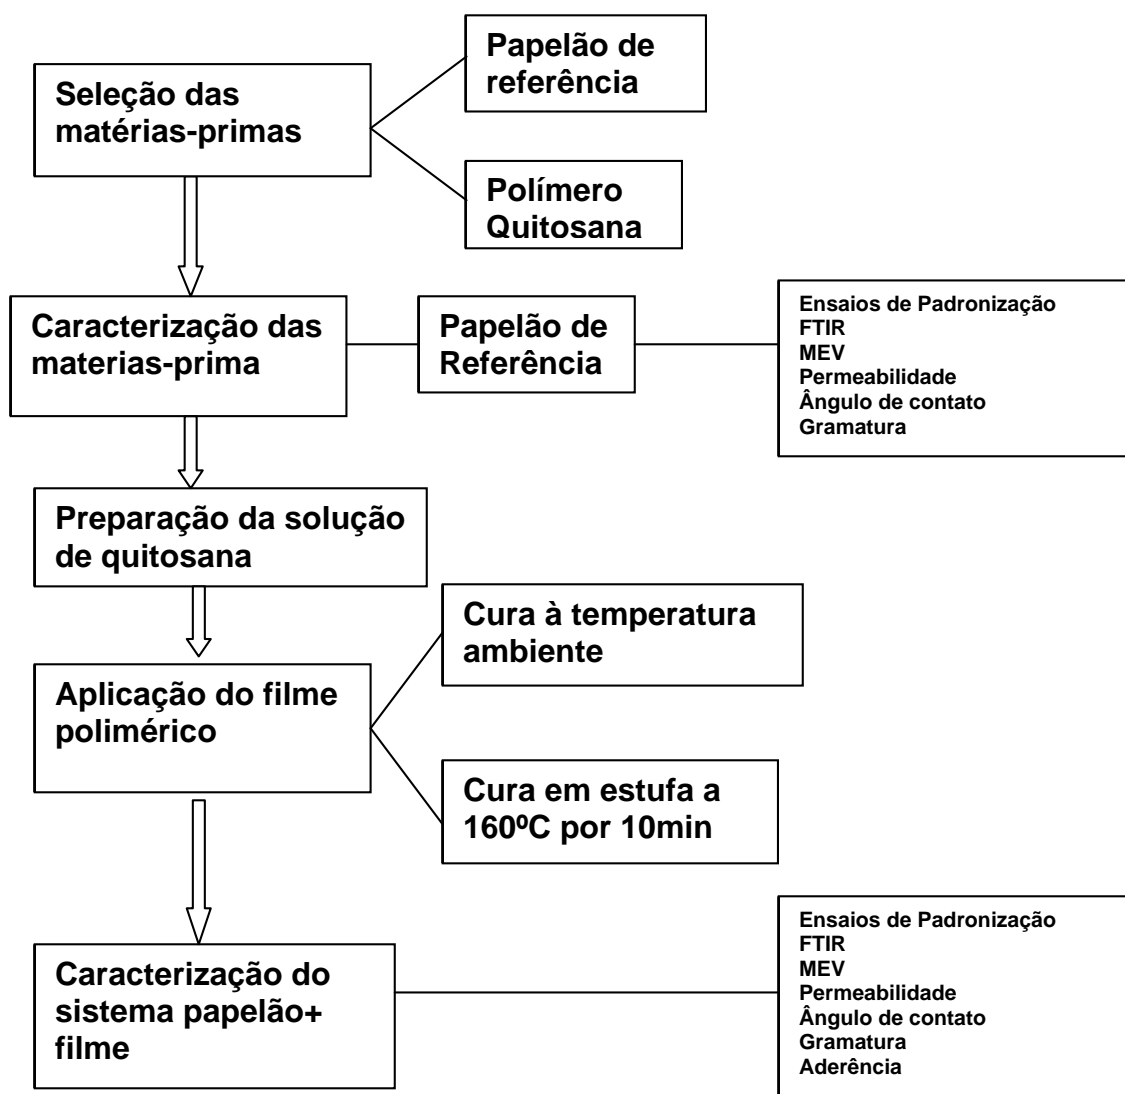 Papelão de
referência
Seleção das
matérias-primas
Polímero
Quitosana
Caracterização das
materias-prima
Papelão de
Referência
Ensaios de Padronização
FTIR
MEV
Permeabilidade
Ângulo de contato
Gramatura
Preparação da solução
de quitosana
Cura à temperatura
ambiente
Aplicação do filme
polimérico
Cura em estufa a
160ºC por 10min
Caracterização do
sistema papelão+
filme
Ensaios de Padronização
FTIR
MEV
Permeabilidade
Ângulo de contato
Gramatura
Aderência